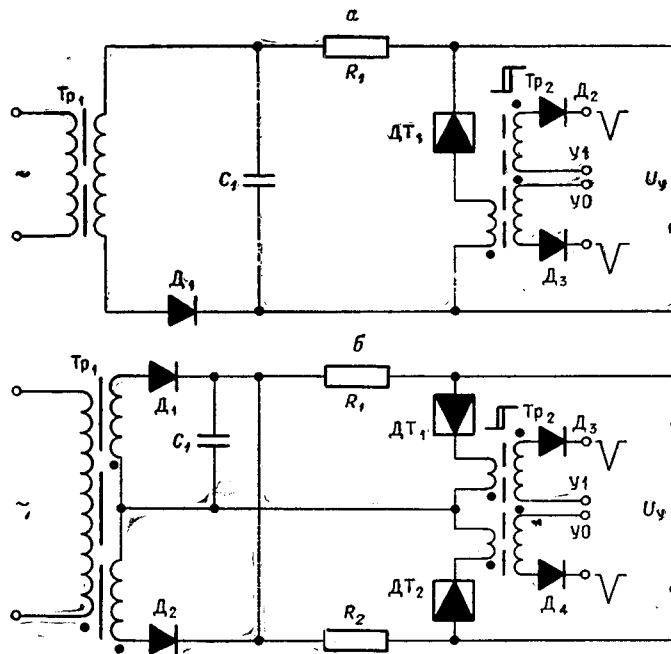 а
R₁
Тр₁
~
C₁
Д₁
ДТ₁
Тр₂
Д₂
У1
У0
Д₃
Uу
б
Тр₁
~
Д₁
C₁
Д₂
R₁
ДТ₁
ДТ₂
R₂
Тр₂
Д₃
У1
У0
Д₄
Uу